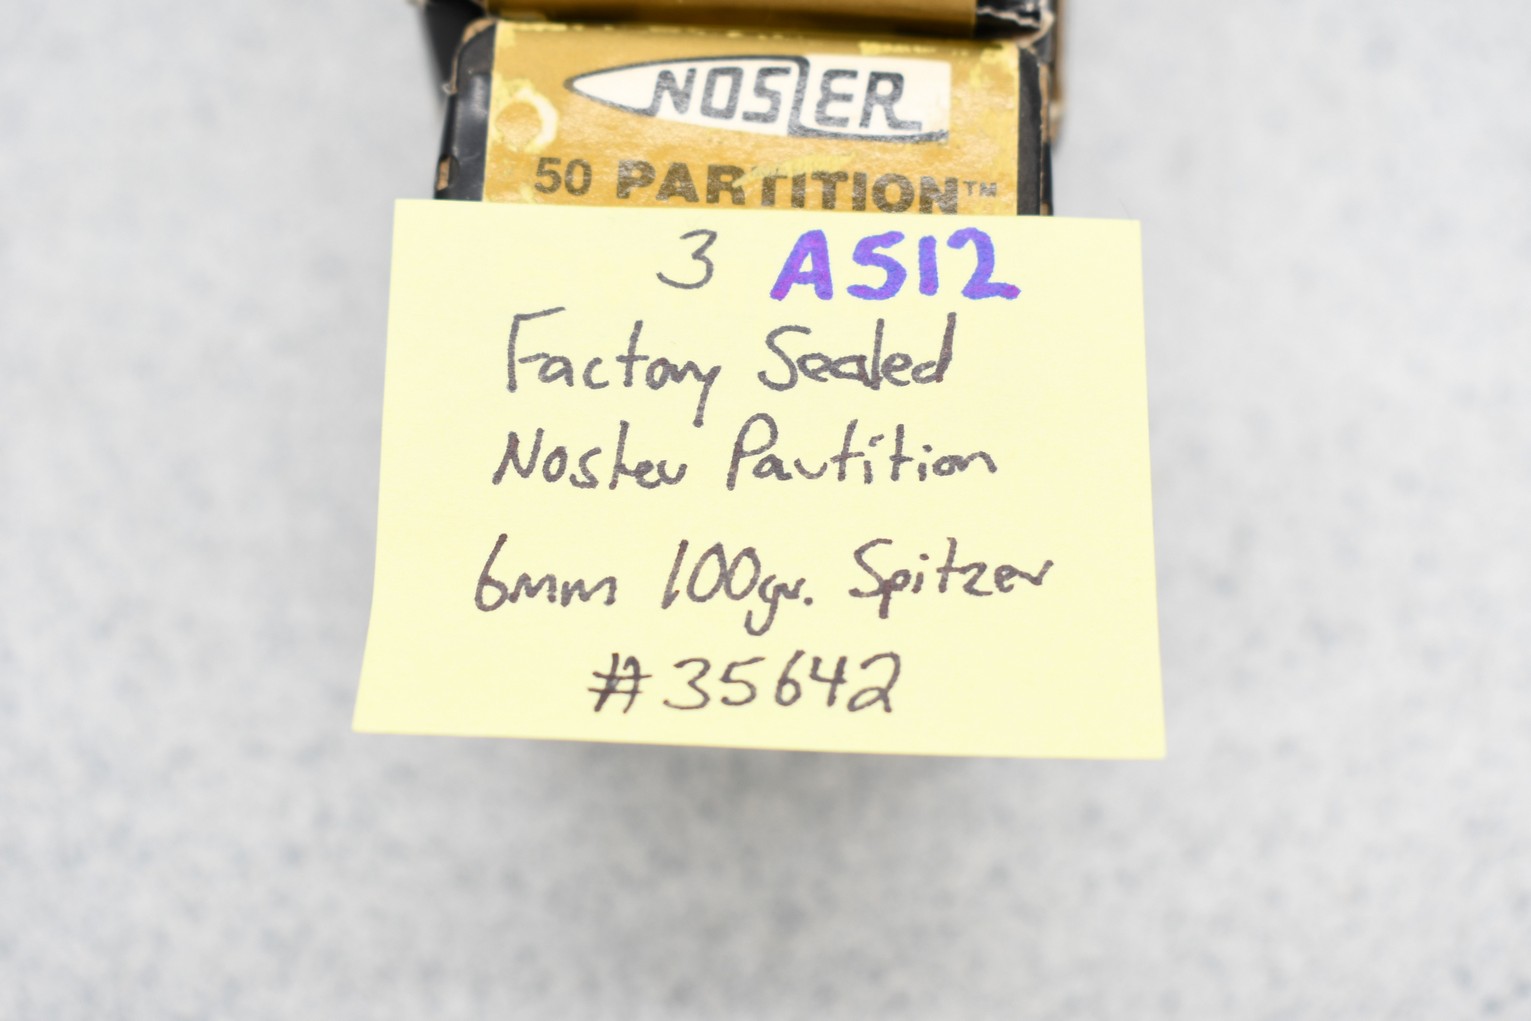 NOSLER
50 PARTITION™
3 A512
Factory Sealed
Nosler Partition
6mm 100gr. Spitzer
#35642